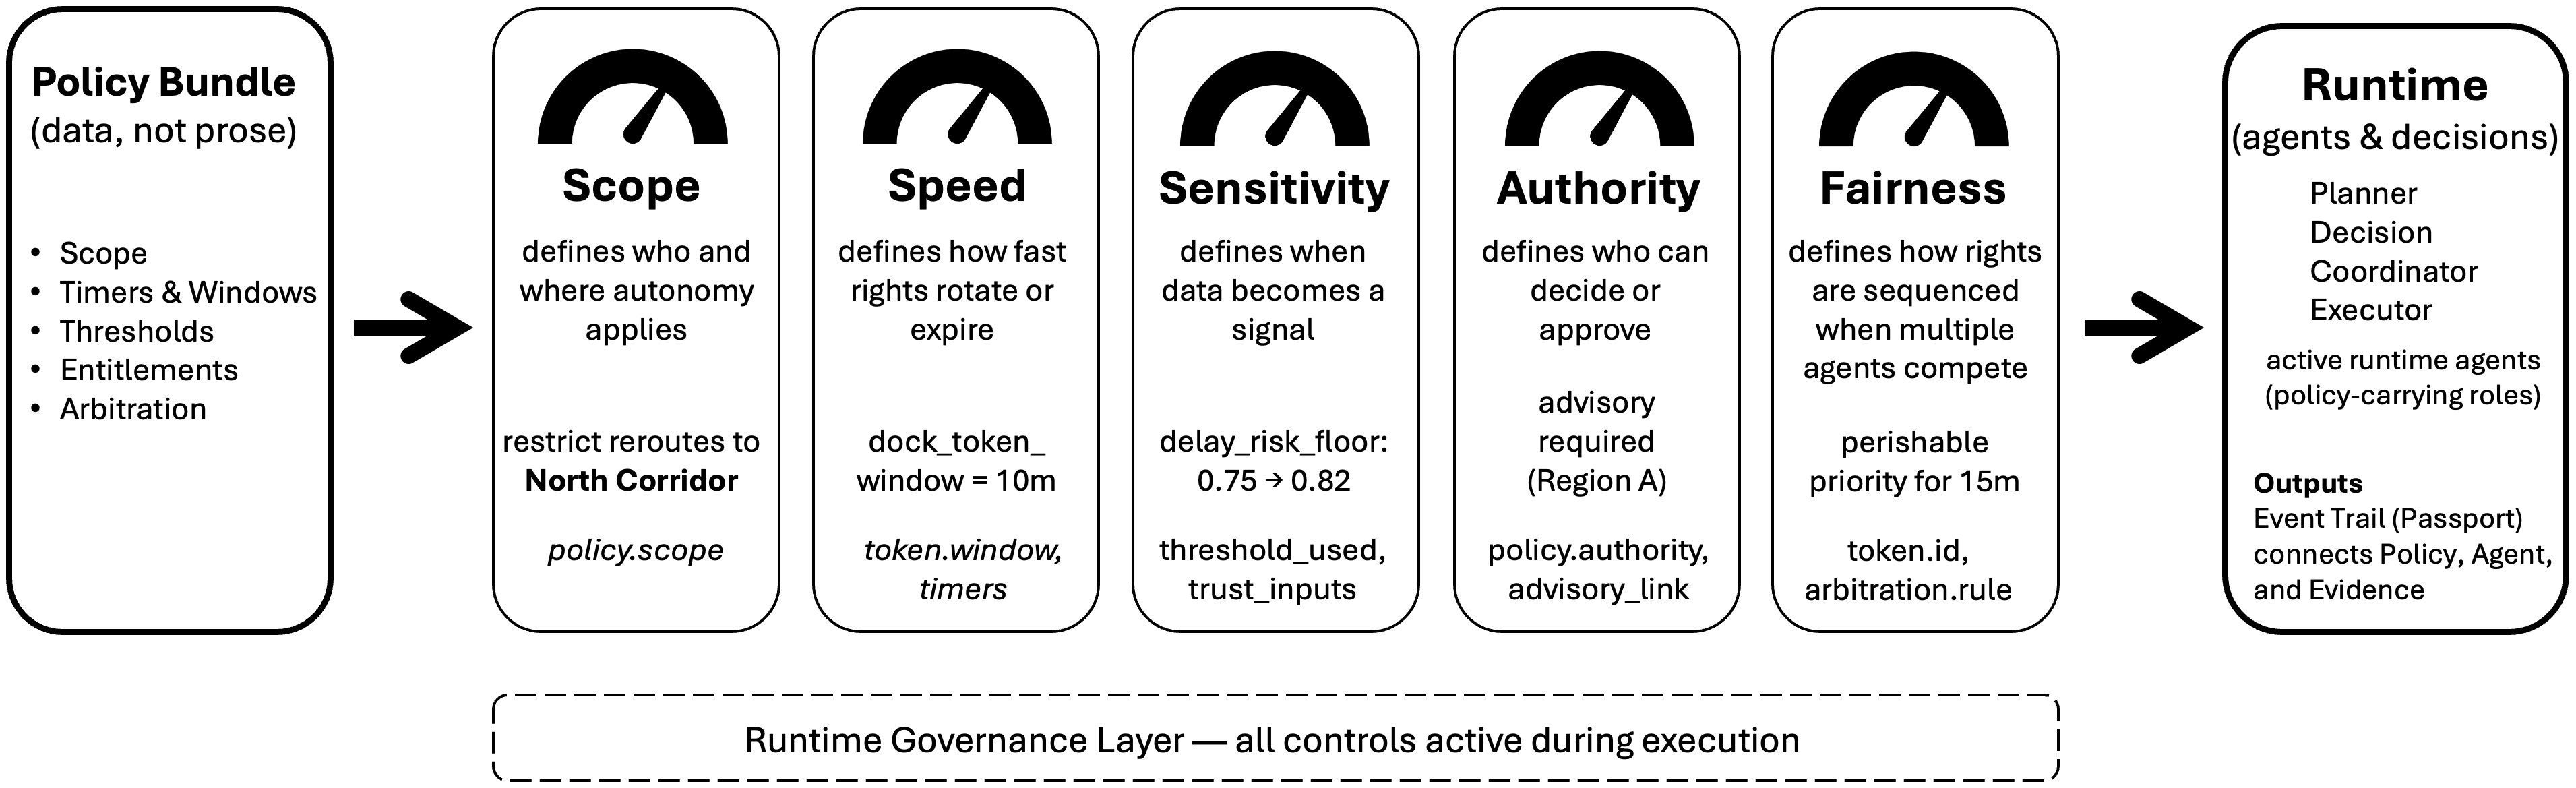 Policy Bundle
(data, not prose)
• Scope
• Timers & Windows
• Thresholds
• Entitlements
• Arbitration
Scope
defines who and
where autonomy
applies
restrict reroutes to
North Corridor
policy.scope
Speed
defines how fast
rights rotate or
expire
dock_token_
window = 10m
token.window,
timers
Sensitivity
defines when
data becomes a
signal
delay_risk_floor:
0.75 → 0.82
threshold_used,
trust_inputs
Authority
defines who can
decide or
approve
advisory
required
(Region A)
policy.authority,
advisory_link
Fairness
defines how rights
are sequenced
when multiple
agents compete
perishable
priority for 15m
token.id,
arbitration.rule
Runtime
(agents & decisions)
Planner
Decision
Coordinator
Executor
active runtime agents
(policy-carrying roles)
Outputs
Event Trail (Passport)
connects Policy, Agent,
and Evidence
Runtime Governance Layer — all controls active during execution